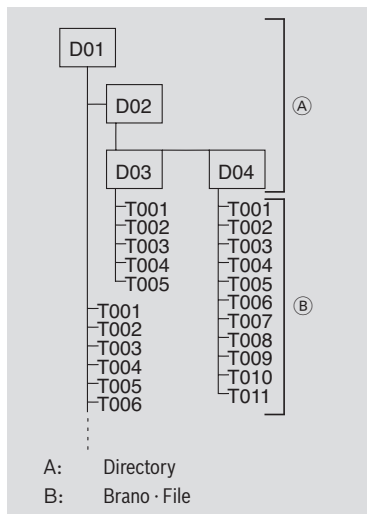 D01
D02
D03 D04
T001
T002
T003
T004
T005
T001
T002
T003
T004
T005
T006
T007
T008
T009
T010
T011
T001
T002
T003
T004
T005
T006
Ⓐ
Ⓑ
A: Directory
B: Brano · File